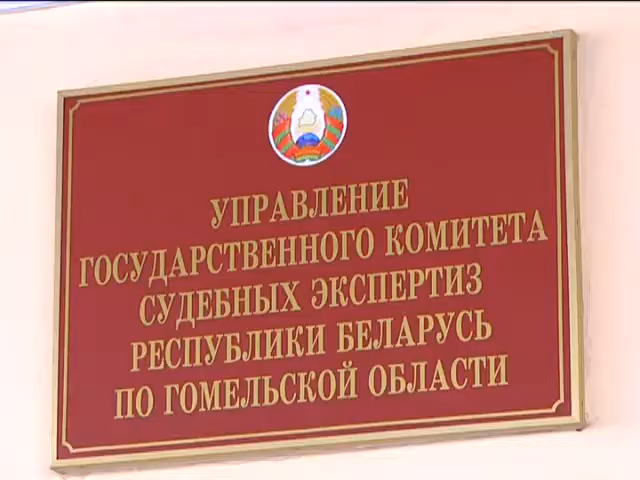 УПРАВЛЕНИЕ
ГОСУДАРСТВЕННОГО КОМИТЕТА
СУДЕБНЫХ ЭКСПЕРТИЗ
РЕСПУБЛИКИ БЕЛАРУСЬ
ПО ГОМЕЛЬСКОЙ ОБЛАСТИ